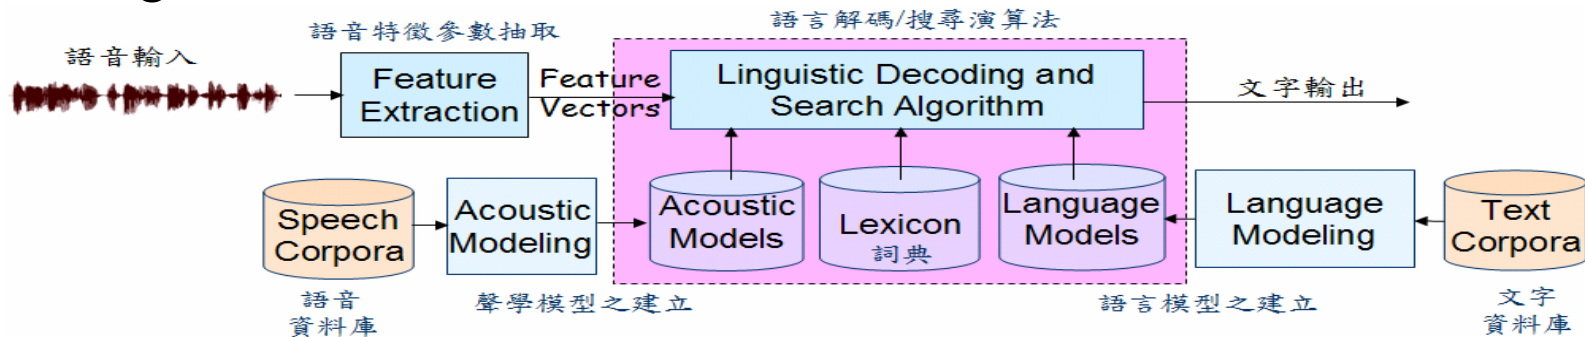 語音特徵參數抽取
語言解碼/搜尋演算法
語音輸入
Feature
Extraction
Feature
Vectors
Linguistic Decoding and
Search Algorithm
文字輸出
Speech
Corpora
Acoustic
Modeling
Acoustic
Models
Lexicon
詞典
Language
Models
Language
Modeling
Text
Corpora
語音
資料庫
聲學模型之建立
語言模型之建立
文字
資料庫